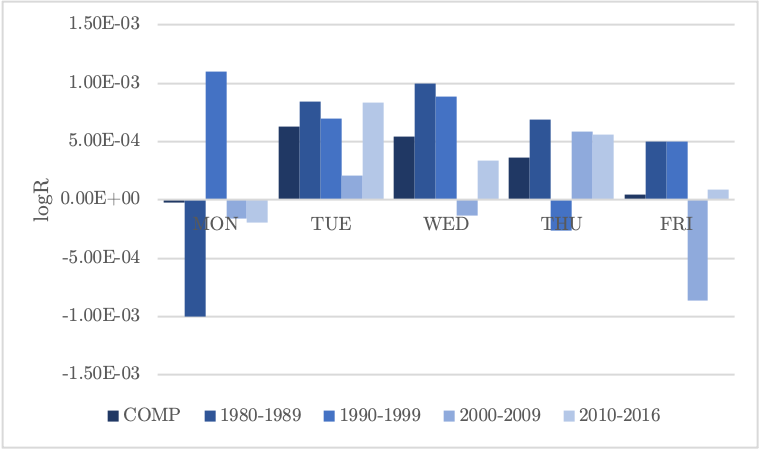 1.50E-03
1.00E-03
5.00E-04
0.00E+00
-5.00E-04
-1.00E-03
-1.50E-03
logR
MON TUE WED THU FRI
COMP 1980-1989 1990-1999 2000-2009 2010-2016